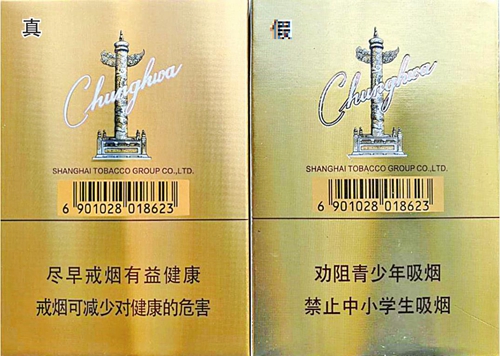 真
Chunghwa
SHANGHAI TOBACCO GROUP CO.,LTD.
6 901028 018623
尽早戒烟有益健康
戒烟可减少对健康的危害
假
Chunghwa
SHANGHAI TOBACCO GROUP CO.,LTD.
6 901028 018623
劝阻青少年吸烟
禁止中小学生吸烟